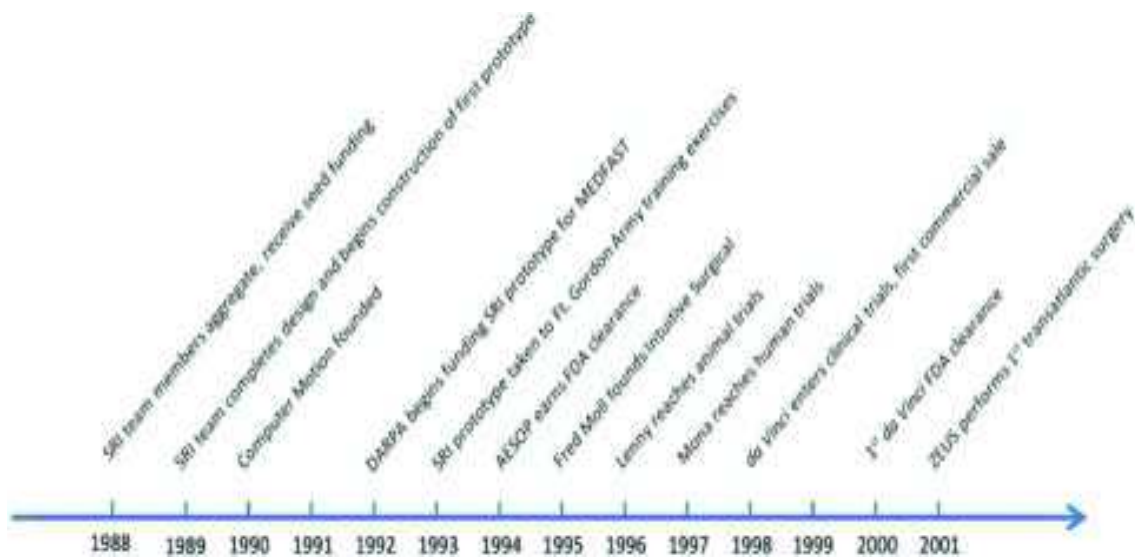 SRI team members aggregate, receive seed funding
SRI team completes design and begins construction of first prototype
Computer Motion founded
DARPA begins funding SRI prototype for MEDFAST
SRI prototype taken to Ft. Gordon Army training exercises
AESOP earns FDA clearance
Fred Moll founds Intuitive Surgical
Lenny reaches animal trials
Mona reaches human trials
da Vinci enters clinical trials, first commercial sale
1st da Vinci FDA clearance
ZEUS performs 1st transatlantic surgery
1988 1989 1990 1991 1992 1993 1994 1995 1996 1997 1998 1999 2000 2001